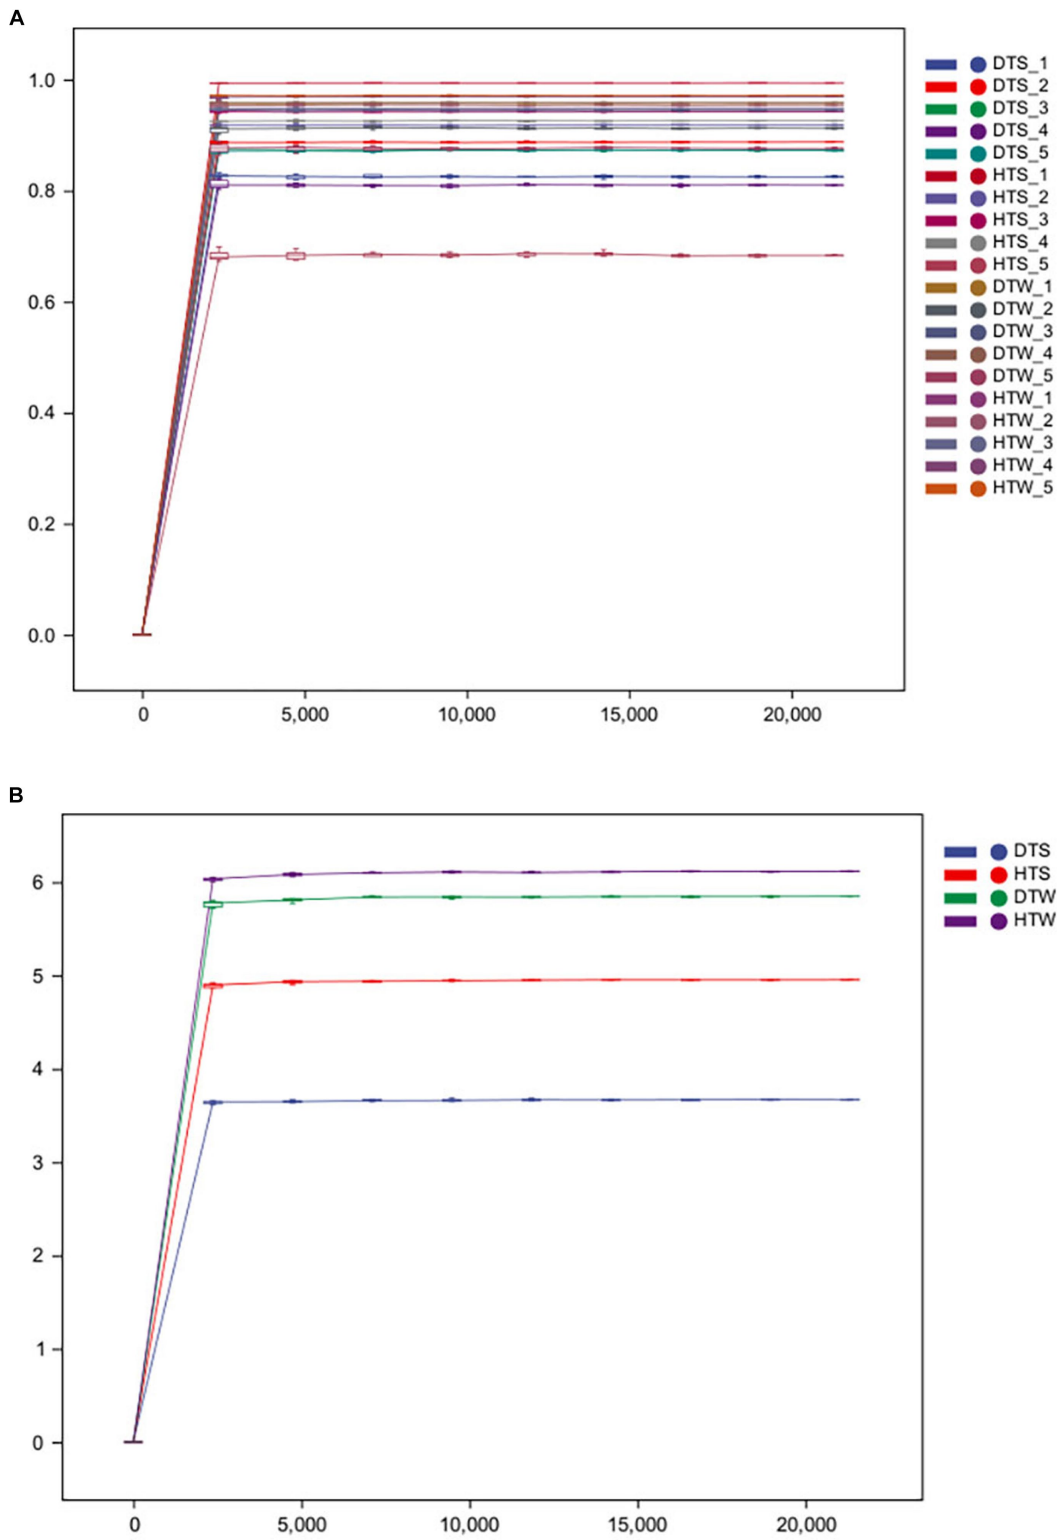 A
1.0
0.8
0.6
0.4
0.2
0.0
0 5,000 10,000 15,000 20,000
DTS_1
DTS_2
DTS_3
DTS_4
DTS_5
HTS_1
HTS_2
HTS_3
HTS_4
HTS_5
DTW_1
DTW_2
DTW_3
DTW_4
DTW_5
HTW_1
HTW_2
HTW_3
HTW_4
HTW_5
B
6
5
4
3
2
1
0
0 5,000 10,000 15,000 20,000
DTS
HTS
DTW
HTW